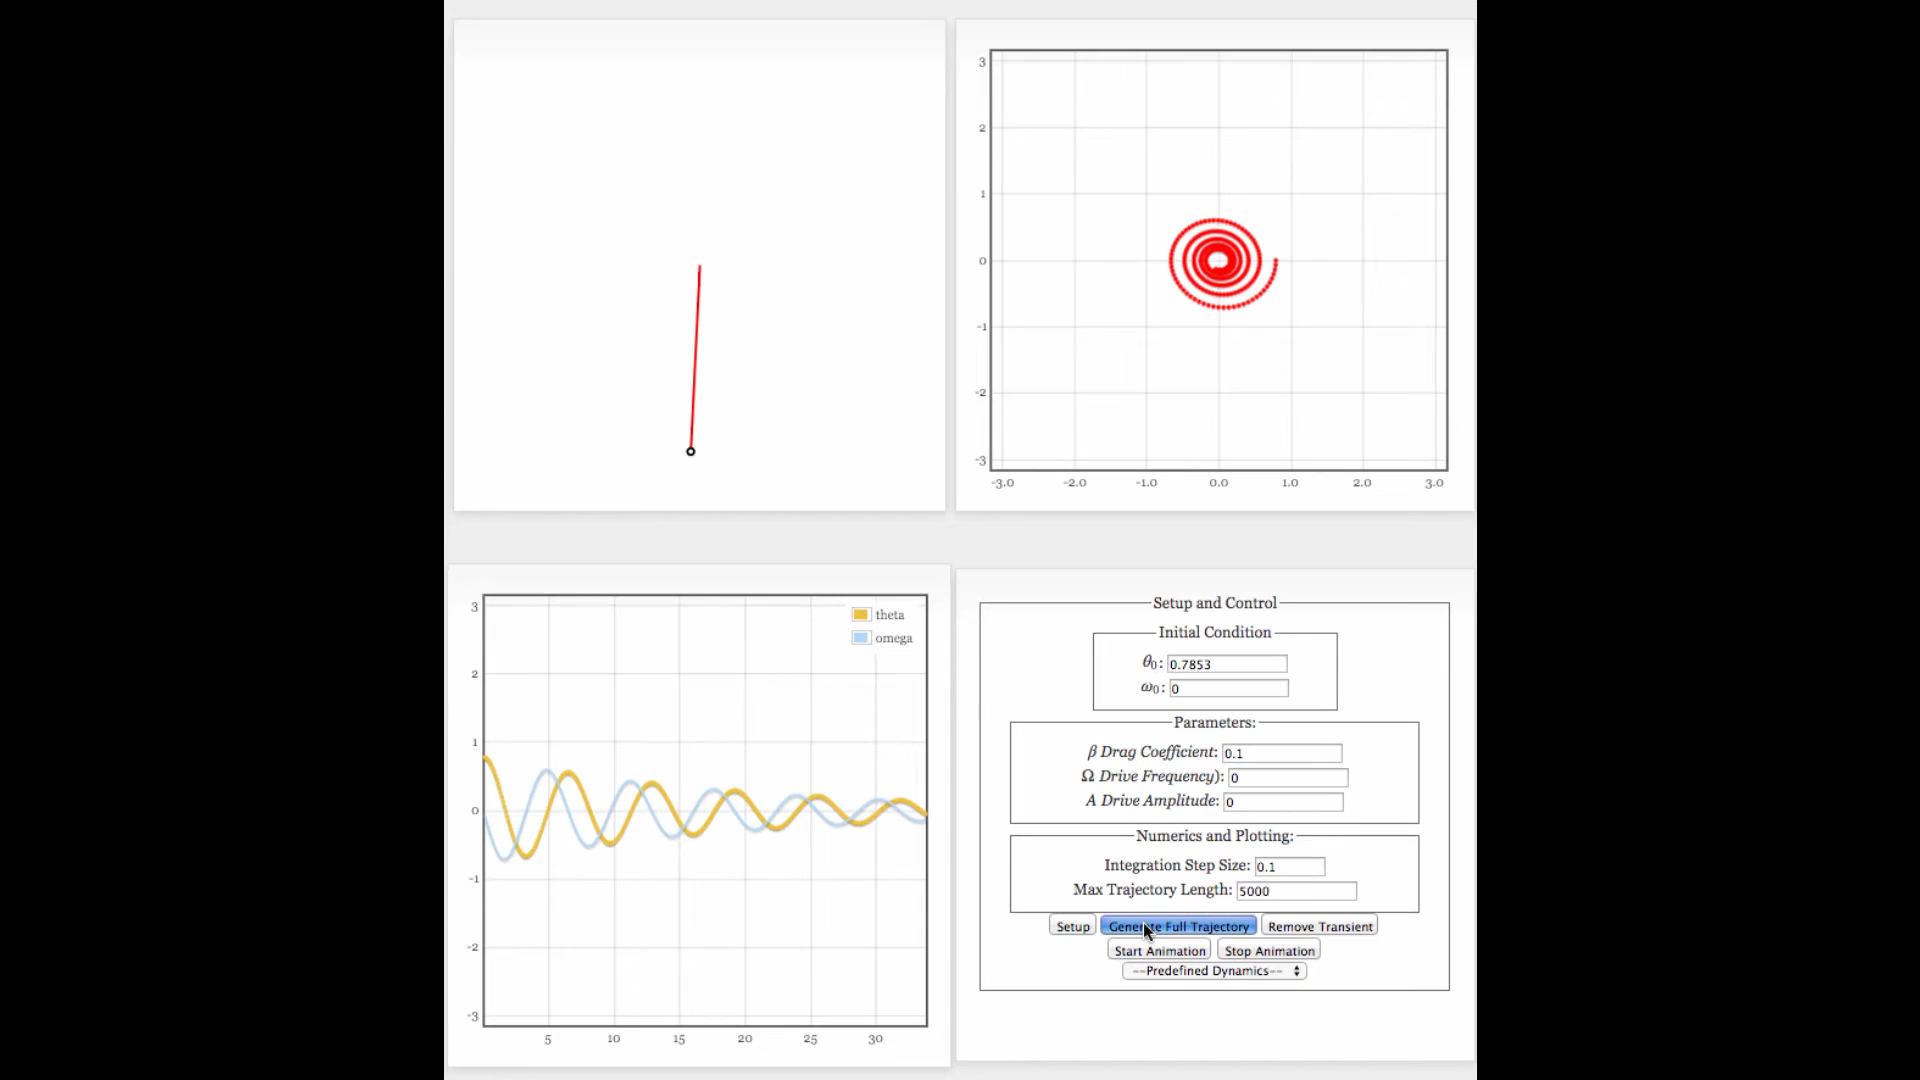 3
2
1
0
-1
-2
-3
-3.0 -2.0 -1.0 0.0 1.0 2.0 3.0
3
2
1
0
-1
-2
-3
5 10 15 20 25 30
theta
omega
Setup and Control
Initial Condition
θ0: 0.7853
ω0: 0
Parameters:
β Drag Coefficient: 0.1
Ω Drive Frequency): 0
A Drive Amplitude: 0
Numerics and Plotting:
Integration Step Size: 0.1
Max Trajectory Length: 5000
Setup Generate Full Trajectory Remove Transient
Start Animation Stop Animation
--Predefined Dynamics--